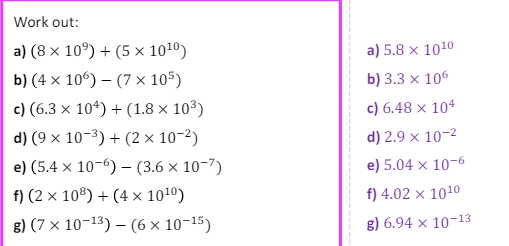 Work out:
a) (8 × 10⁹) + (5 × 10¹⁰)
a) 5.8 × 10¹⁰
b) (4 × 10⁶) − (7 × 10⁵)
b) 3.3 × 10⁶
c) (6.3 × 10⁴) + (1.8 × 10³)
c) 6.48 × 10⁴
d) (9 × 10⁻³) + (2 × 10⁻²)
d) 2.9 × 10⁻²
e) (5.4 × 10⁻⁶) − (3.6 × 10⁻⁷)
e) 5.04 × 10⁻⁶
f) (2 × 10⁸) + (4 × 10¹⁰)
f) 4.02 × 10¹⁰
g) (7 × 10⁻¹³) − (6 × 10⁻¹⁵)
g) 6.94 × 10⁻¹³